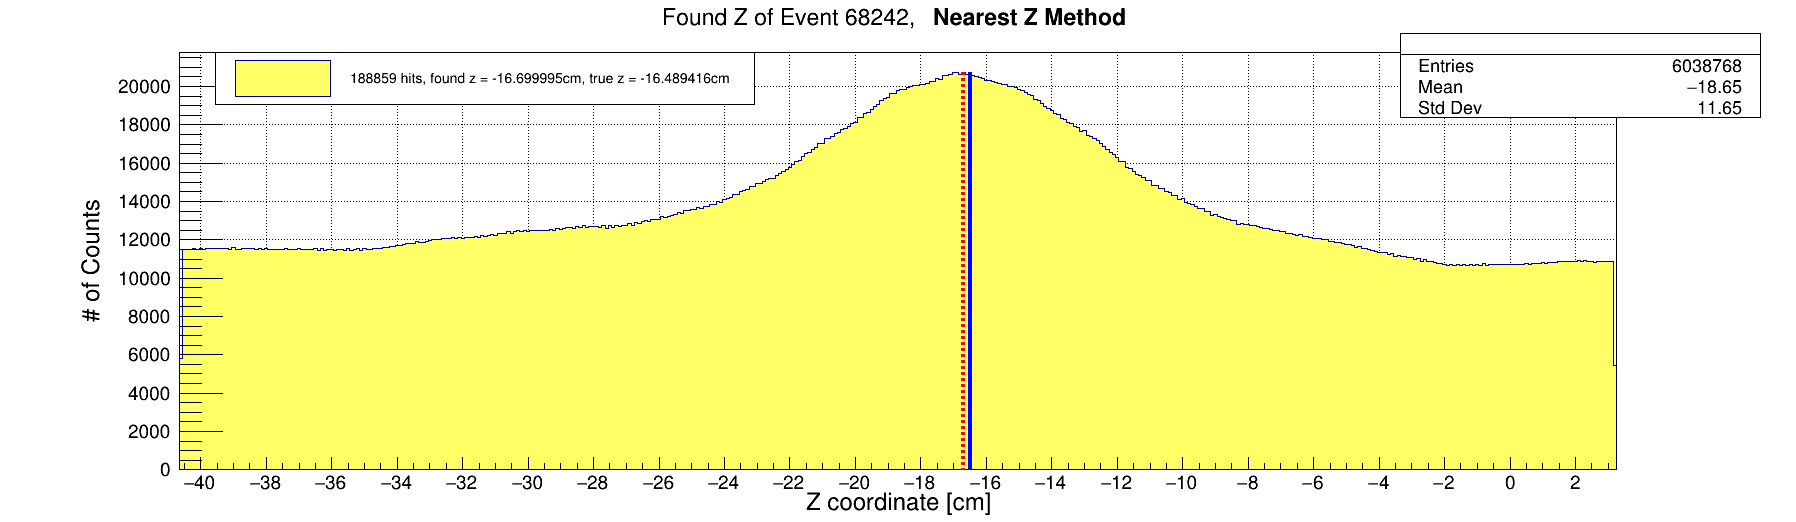 Found Z of Event 68242, Nearest Z Method
188859 hits, found z = -16.699995cm, true z = -16.489416cm
Entries 6038768
Mean −18.65
Std Dev 11.65
# of Counts
20000
18000
16000
14000
12000
10000
8000
6000
4000
2000
0
−40 −38 −36 −34 −32 −30 −28 −26 −24 −22 −20 −18 −16 −14 −12 −10 −8 −6 −4 −2 0 2
Z coordinate [cm]